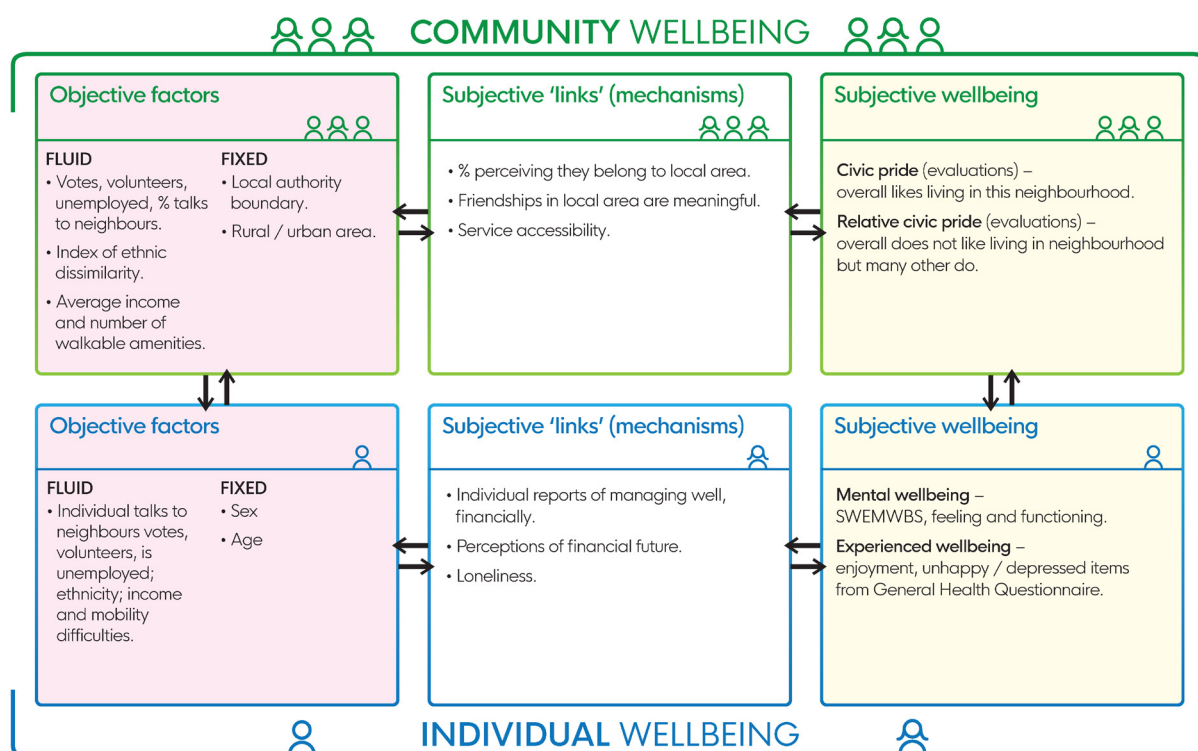 COMMUNITY WELLBEING
Objective factors
FLUID
• Votes, volunteers,
unemployed, % talks
to neighbours.
• Index of ethnic
dissimilarity.
• Average income
and number of
walkable amenities.
FIXED
• Local authority
boundary.
• Rural / urban area.
Subjective ‘links’ (mechanisms)
• % perceiving they belong to local area.
• Friendships in local area are meaningful.
• Service accessibility.
Subjective wellbeing
Civic pride (evaluations) –
overall likes living in this neighbourhood.
Relative civic pride (evaluations) –
overall does not like living in neighbourhood
but many other do.
Objective factors
FLUID
• Individual talks to
neighbours votes,
volunteers, is
unemployed;
ethnicity; income
and mobility
difficulties.
FIXED
• Sex
• Age
Subjective ‘links’ (mechanisms)
• Individual reports of managing well,
financially.
• Perceptions of financial future.
• Loneliness.
Subjective wellbeing
Mental wellbeing –
SWEMWBS, feeling and functioning.
Experienced wellbeing –
enjoyment, unhappy / depressed items
from General Health Questionnaire.
INDIVIDUAL WELLBEING